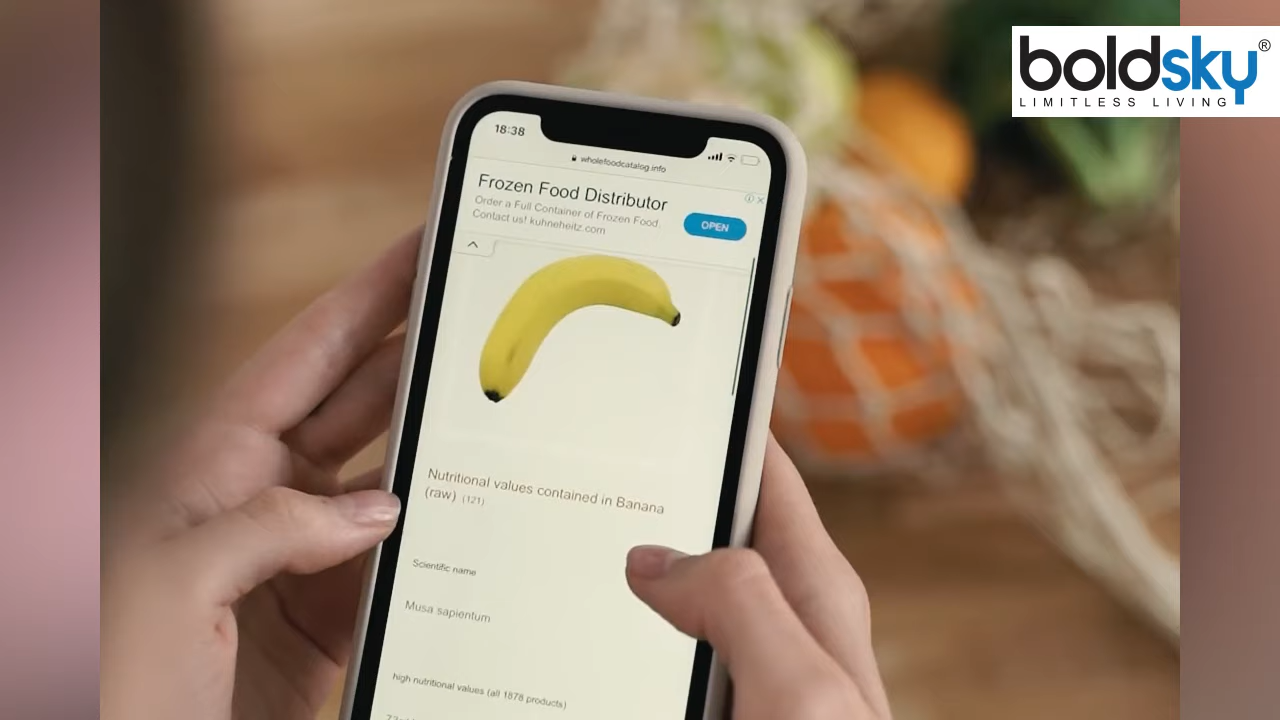 boldsky®
LIMITLESS LIVING
18:38
wholefoodcatalog.info
Frozen Food Distributor
Order a Full Container of Frozen Food.
Contact us! kuhneheitz.com
OPEN
Nutritional values contained in Banana
(raw) (121)
Scientific name
Musa sapientum
high nutritional values (all 1878 products)